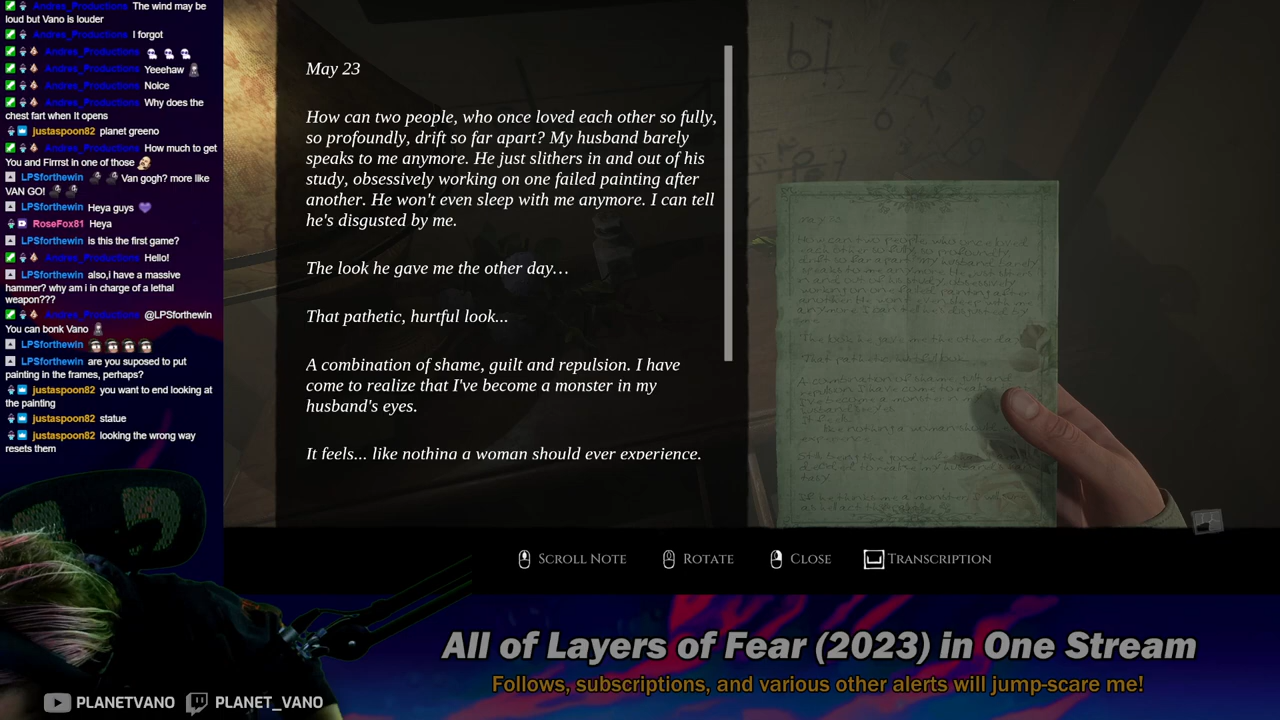 Andres_Productions The wind may be
loud but Vano is louder
Andres_Productions I forgot
Andres_Productions
Andres_Productions Yeeehaw
Andres_Productions Noice
Andres_Productions Why does the
chest fart when It opens
justaspoon82 planet greeno
Andres_Productions How much to get
You and Firrrst in one of those
LPSforthewin Van gogh? more like
VAN GO!
LPSforthewin Heya guys
RoseFox81 Heya
LPSforthewin is this the first game?
Andres_Productions Hello!
LPSforthewin also,i have a massive
hammer? why am i in charge of a lethal
weapon???
Andres_Productions @LPSforthewin
You can bonk Vano
LPSforthewin
LPSforthewin are you suposed to put
painting in the frames, perhaps?
justaspoon82 you want to end looking at
the painting
justaspoon82 statue
justaspoon82 looking the wrong way
resets them
May 23
How can two people, who once loved each other so fully,
so profoundly, drift so far apart? My husband barely
speaks to me anymore. He just slithers in and out of his
study, obsessively working on one failed painting after
another. He won't even sleep with me anymore. I can tell
he's disgusted by me.
The look he gave me the other day…
That pathetic, hurtful look...
A combination of shame, guilt and repulsion. I have
come to realize that I've become a monster in my
husband's eyes.
It feels... like nothing a woman should ever experience.
Scroll Note
Rotate
Close
Transcription
All of Layers of Fear (2023) in One Stream
Follows, subscriptions, and various other alerts will jump-scare me!
PLANETVANO
PLANET_VANO